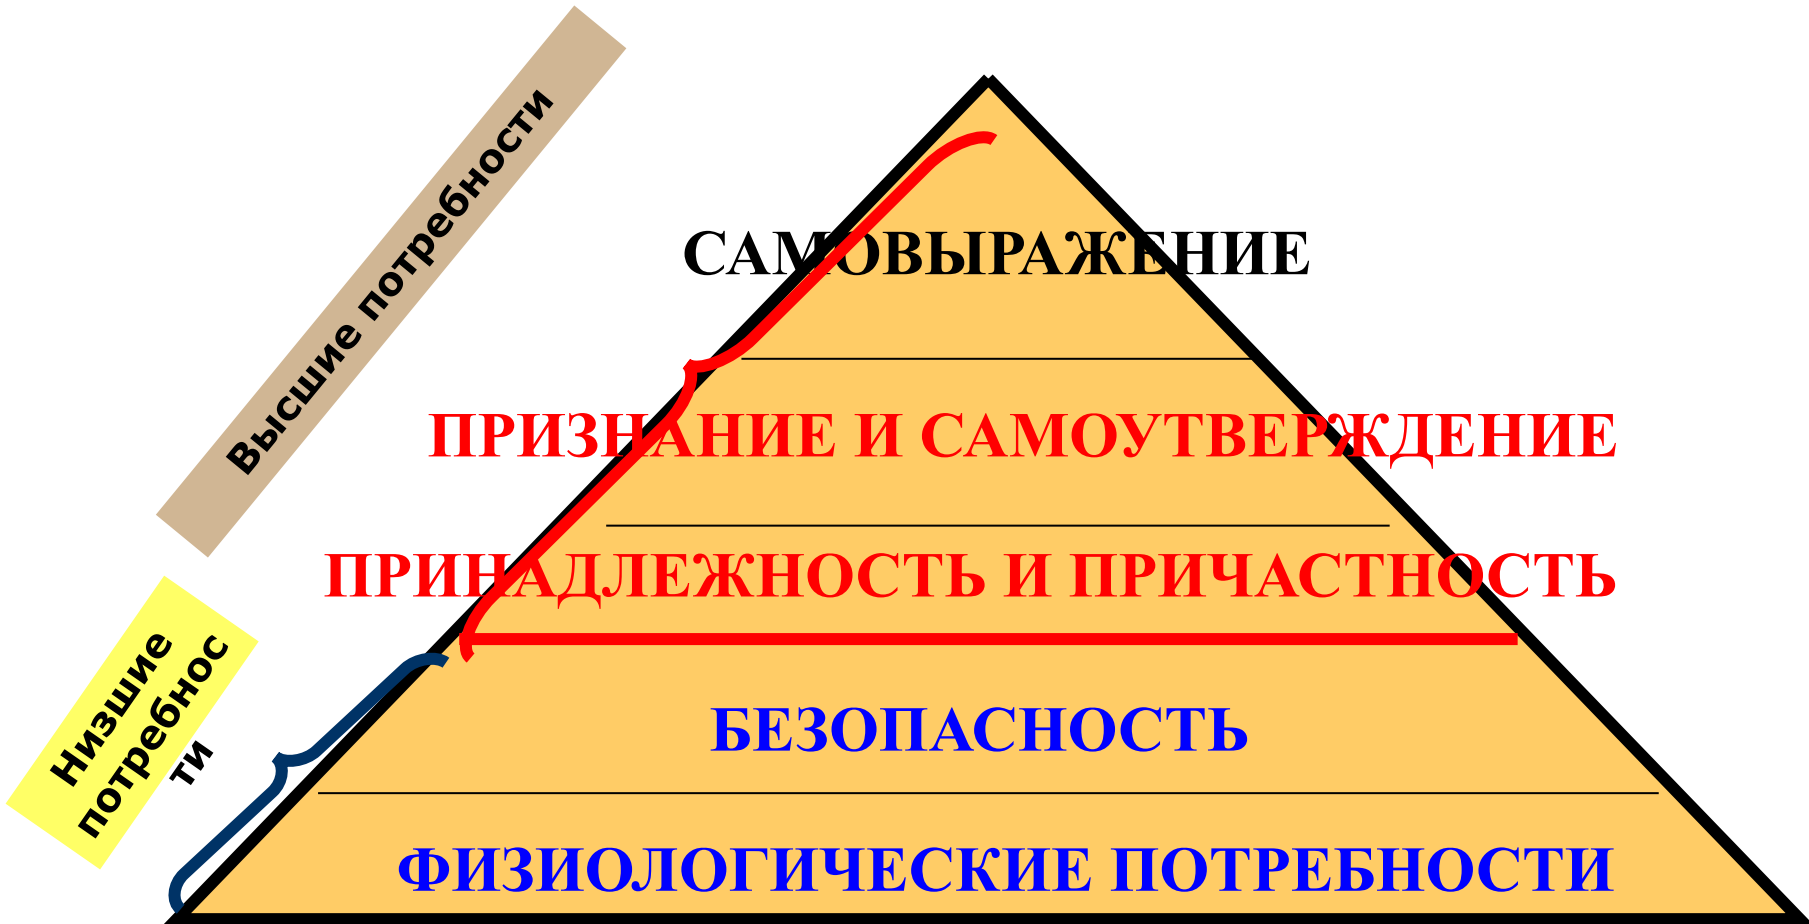 Высшие потребности
САМОВЫРАЖЕНИЕ
ПРИЗНАНИЕ И САМОУТВЕРЖДЕНИЕ
ПРИНАДЛЕЖНОСТЬ И ПРИЧАСТНОСТЬ
Низшие
потребнос
ти
БЕЗОПАСНОСТЬ
ФИЗИОЛОГИЧЕСКИЕ ПОТРЕБНОСТИ